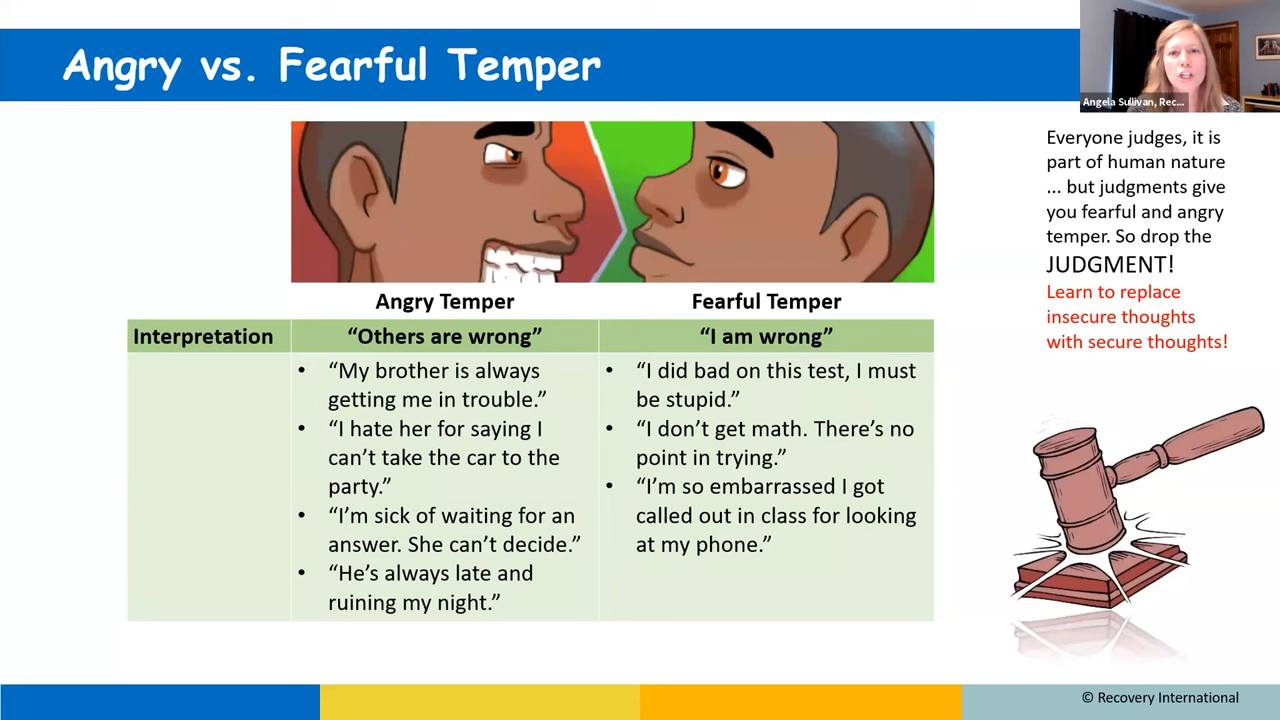 Angry vs. Fearful Temper
Angela Sullivan, Rec...
Everyone judges, it is
part of human nature
... but judgments give
you fearful and angry
temper. So drop the
JUDGMENT!
Learn to replace
insecure thoughts
with secure thoughts!
Angry Temper
Fearful Temper
Interpretation
“Others are wrong”
“I am wrong”
• “My brother is always
getting me in trouble.”
• “I hate her for saying I
can’t take the car to the
party.”
• “I’m sick of waiting for an
answer. She can’t decide.”
• “He’s always late and
ruining my night.”
• “I did bad on this test, I must
be stupid.”
• “I don’t get math. There’s no
point in trying.”
• “I’m so embarrassed I got
called out in class for looking
at my phone.”
© Recovery International